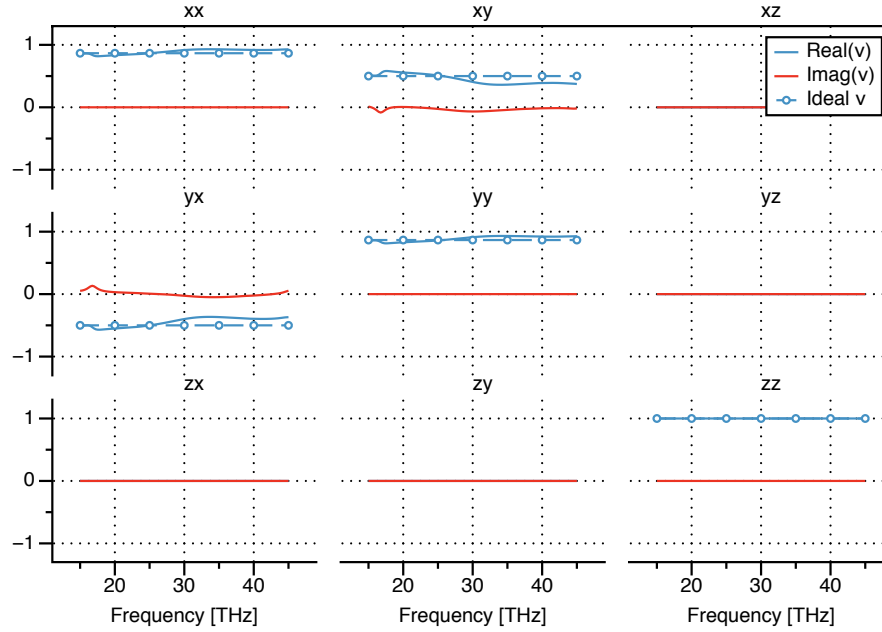 xx xy xz
1
0
−1
Real(v)
Imag(v)
Ideal v
yx yy yz
1
0
−1
zx zy zz
1
0
−1
20 30 40 20 30 40 20 30 40
Frequency [THz] Frequency [THz] Frequency [THz]